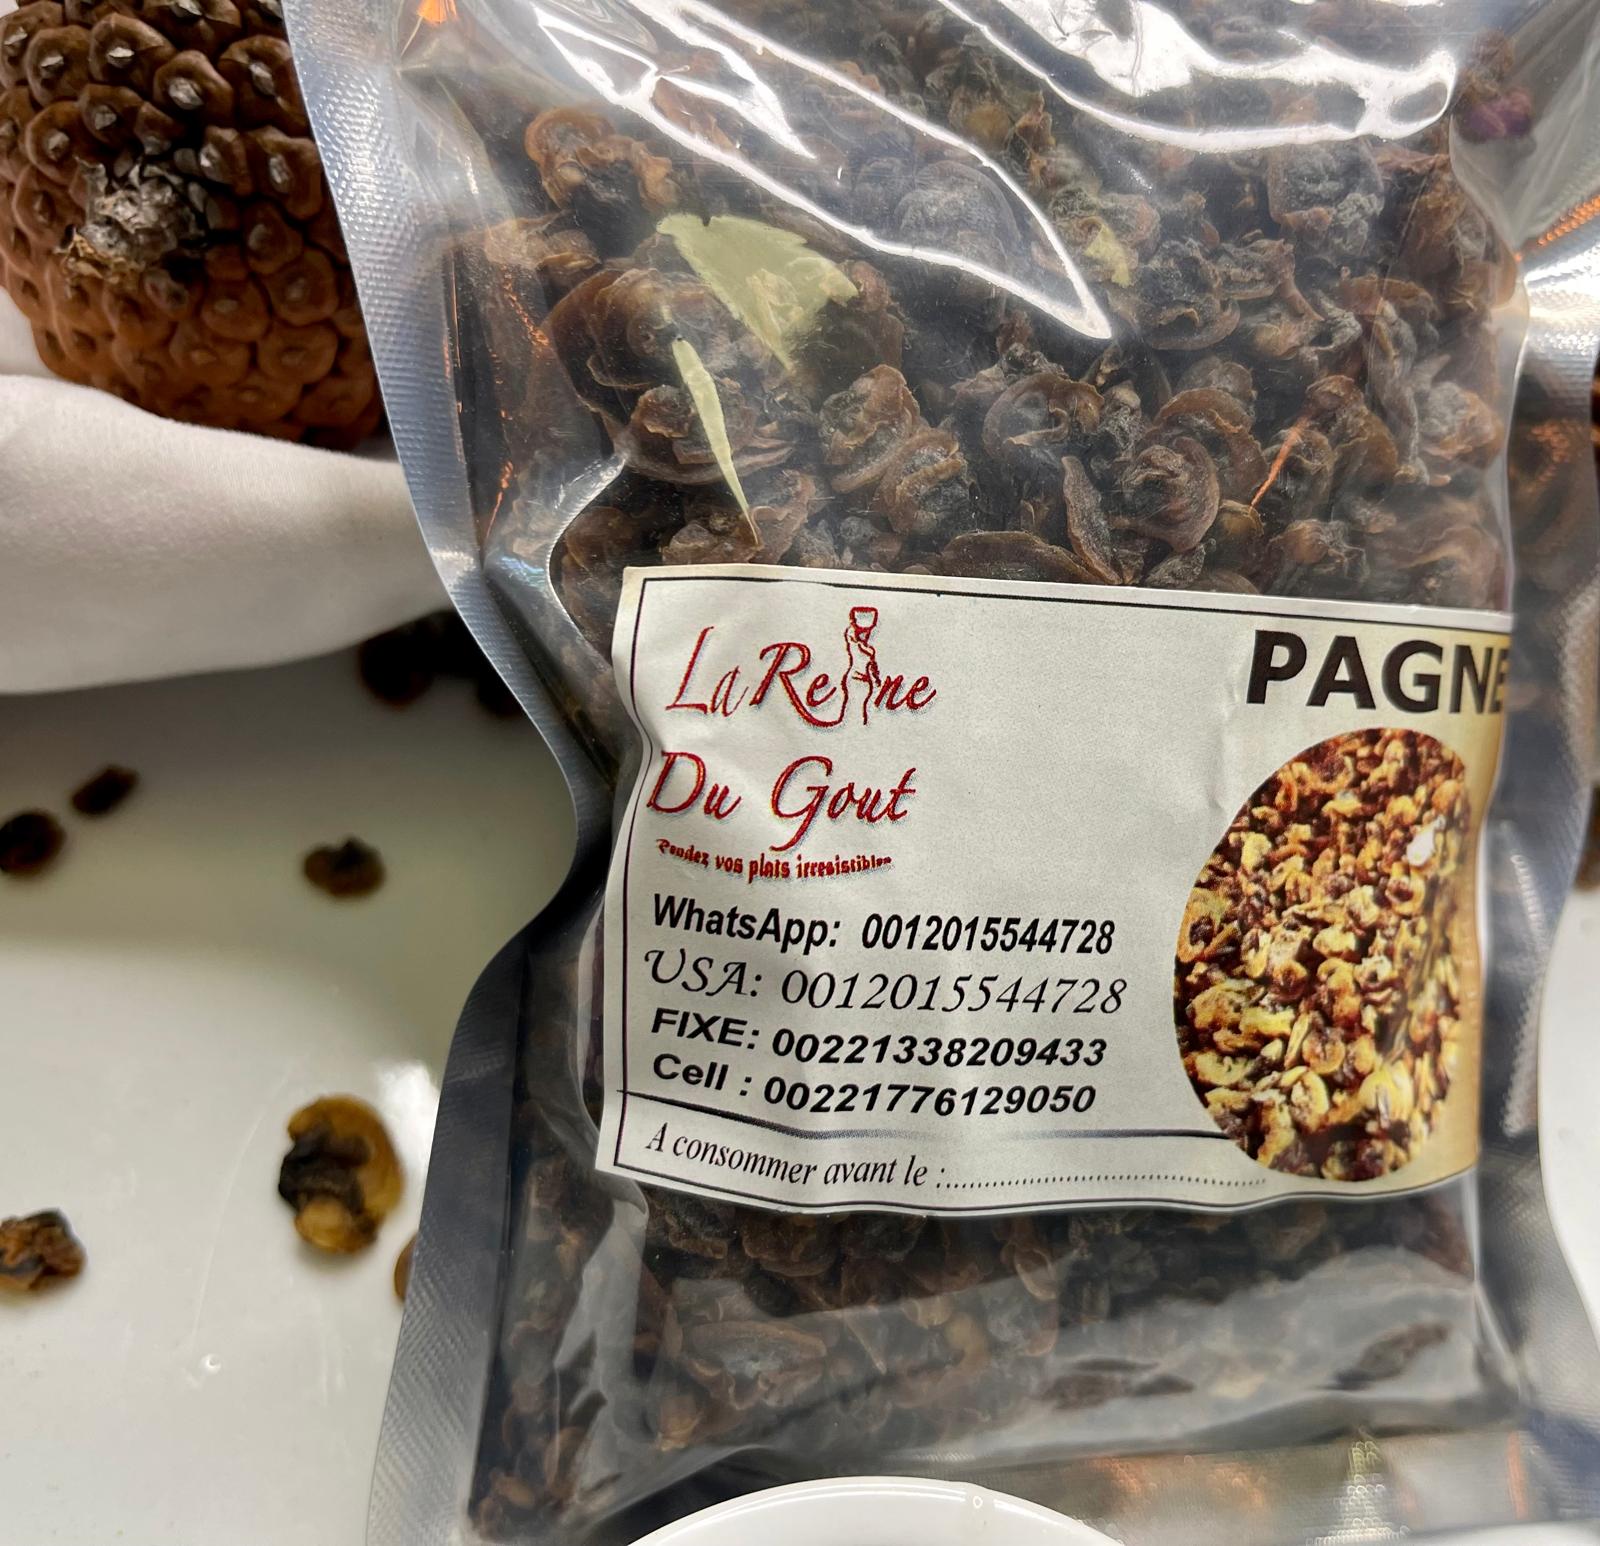 La Reine
Du Gout
Rendez vos plats irresistibles
PAGNE
WhatsApp: 0012015544728
USA: 0012015544728
FIXE: 00221338209433
Cell : 00221776129050
A consommer avant le :